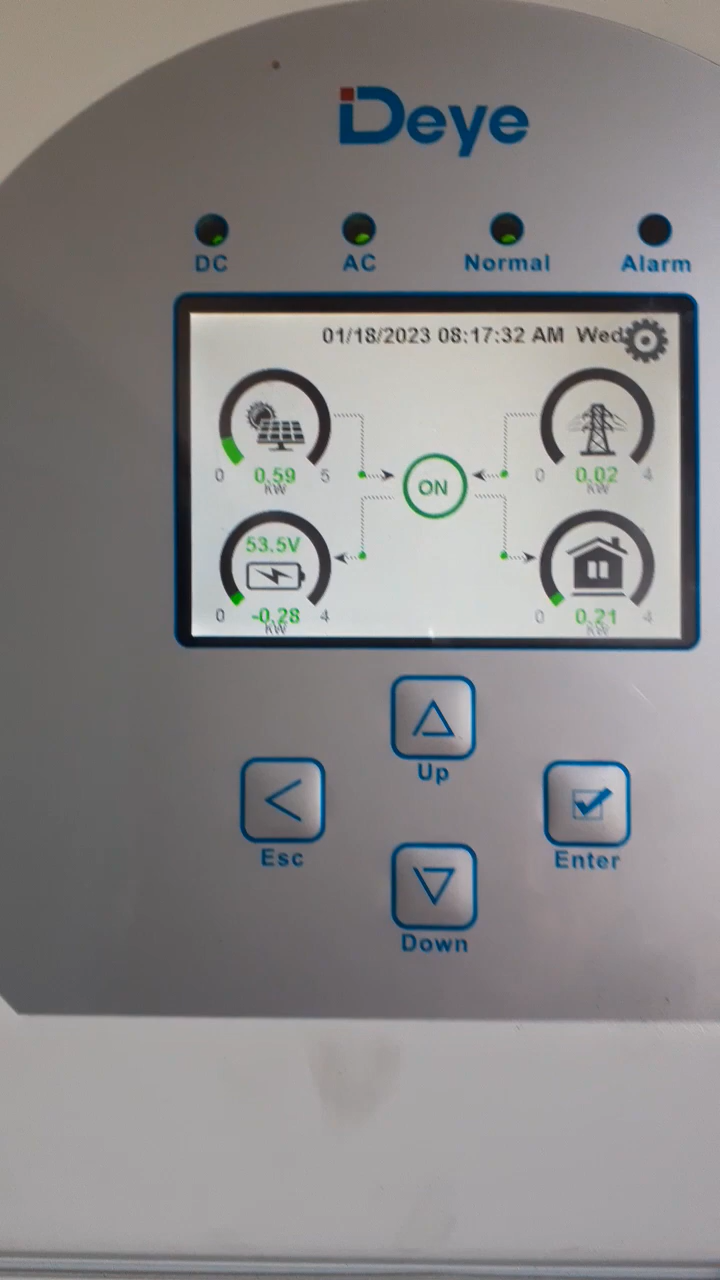 Deye
DC AC Normal Alarm
01/18/2023 08:17:32 AM Wed
0 0.59 5 0 0.02 4
KW KW
ON
53.5V
0 -0.28 4 0 0.21 4
KW KW
Up
Esc Enter
Down